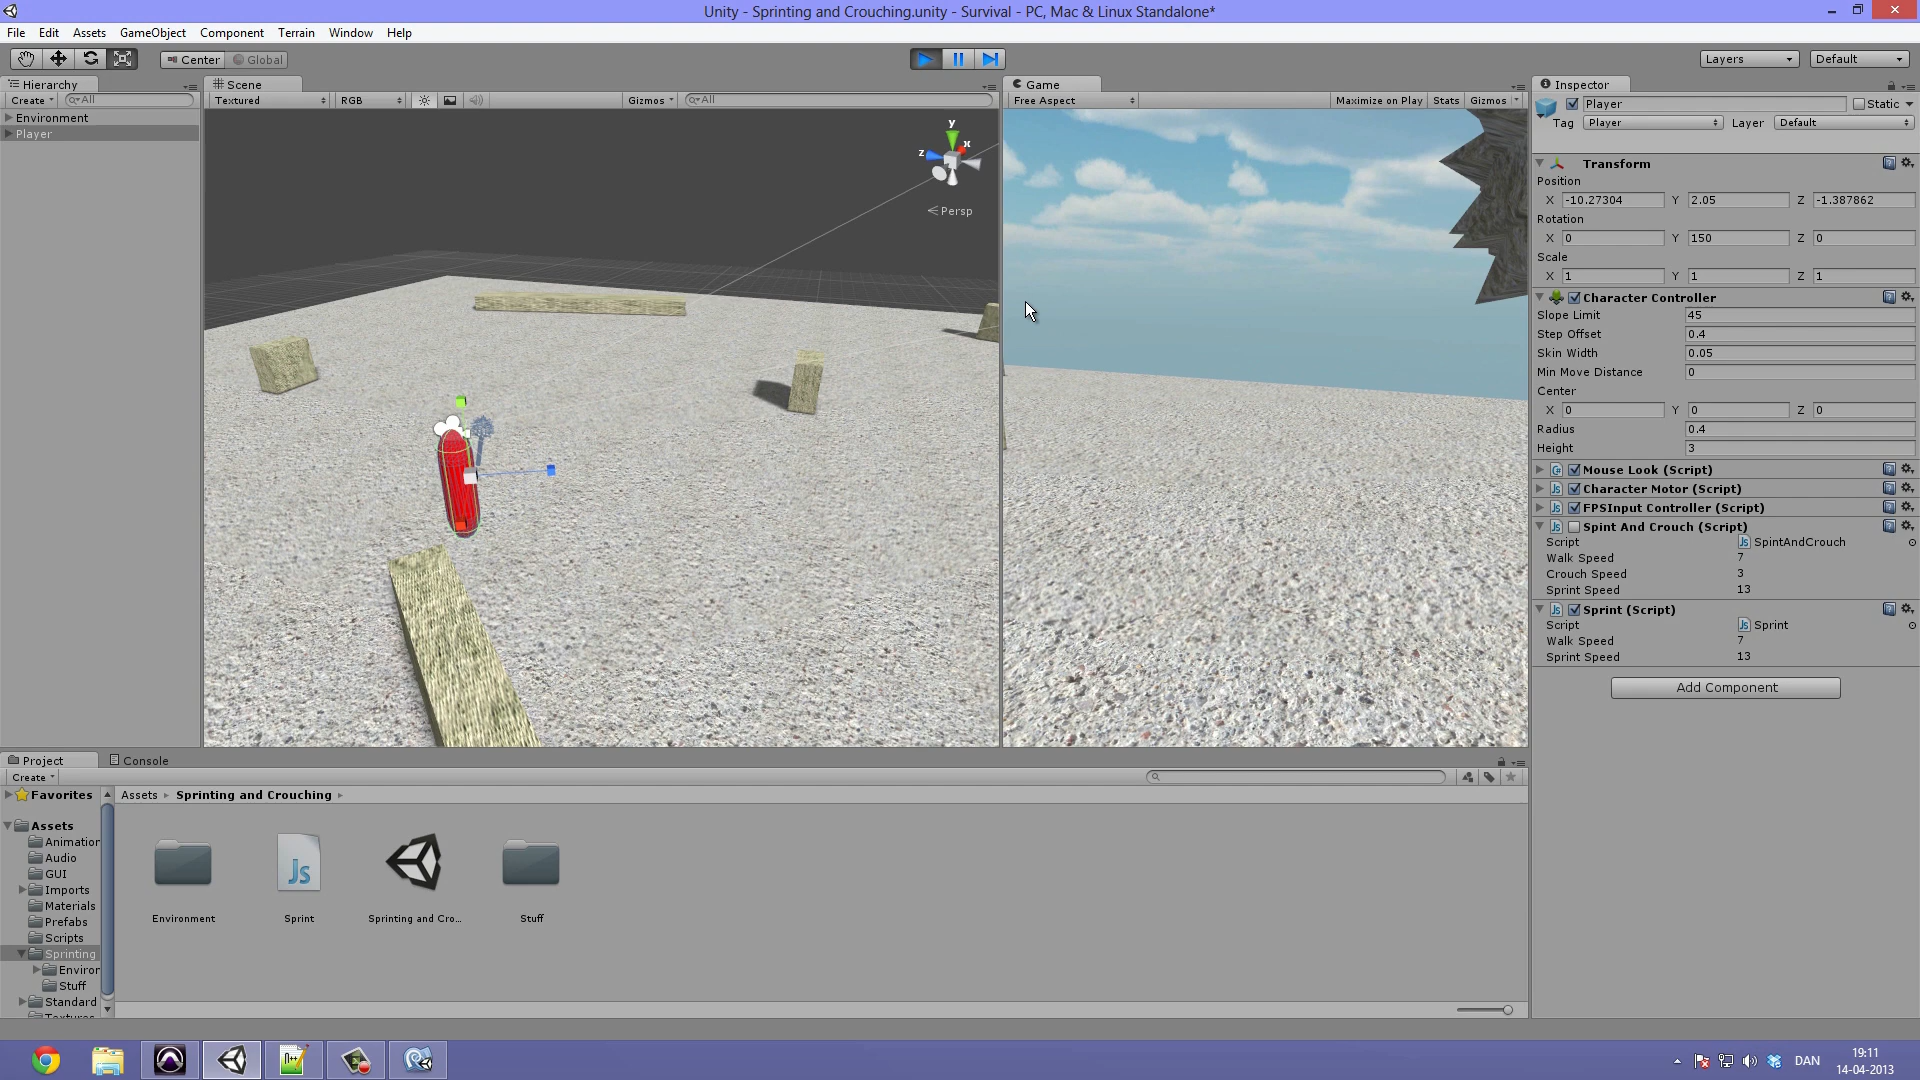 Unity - Sprinting and Crouching.unity - Survival - PC, Mac & Linux Standalone*
File Edit Assets GameObject Component Terrain Window Help
Center Global
Layers Default
Hierarchy
Create All
Environment
Player
Scene
Textured RGB Gizmos All
y
x
z
Persp
Game
Free Aspect Maximize on Play Stats Gizmos
Inspector
Player Static
Tag Player Layer Default
Transform
Position
X -10.27304 Y 2.05 Z -1.387862
Rotation
X 0 Y 150 Z 0
Scale
X 1 Y 1 Z 1
Character Controller
Slope Limit 45
Step Offset 0.4
Skin Width 0.05
Min Move Distance 0
Center
X 0 Y 0 Z 0
Radius 0.4
Height 3
Mouse Look (Script)
Js Character Motor (Script)
Js FPSInput Controller (Script)
Js Spint And Crouch (Script)
Script Js SpintAndCrouch
Walk Speed 7
Crouch Speed 3
Sprint Speed 13
Js Sprint (Script)
Script Js Sprint
Walk Speed 7
Sprint Speed 13
Add Component
Project Console
Create
Favorites
Assets
Animation
Audio
GUI
Imports
Materials
Prefabs
Scripts
Sprinting
Environ
Stuff
Standard
Assets Sprinting and Crouching
Js
Environment Sprint Sprinting and Cro... Stuff
DAN
19:11
14-04-2013